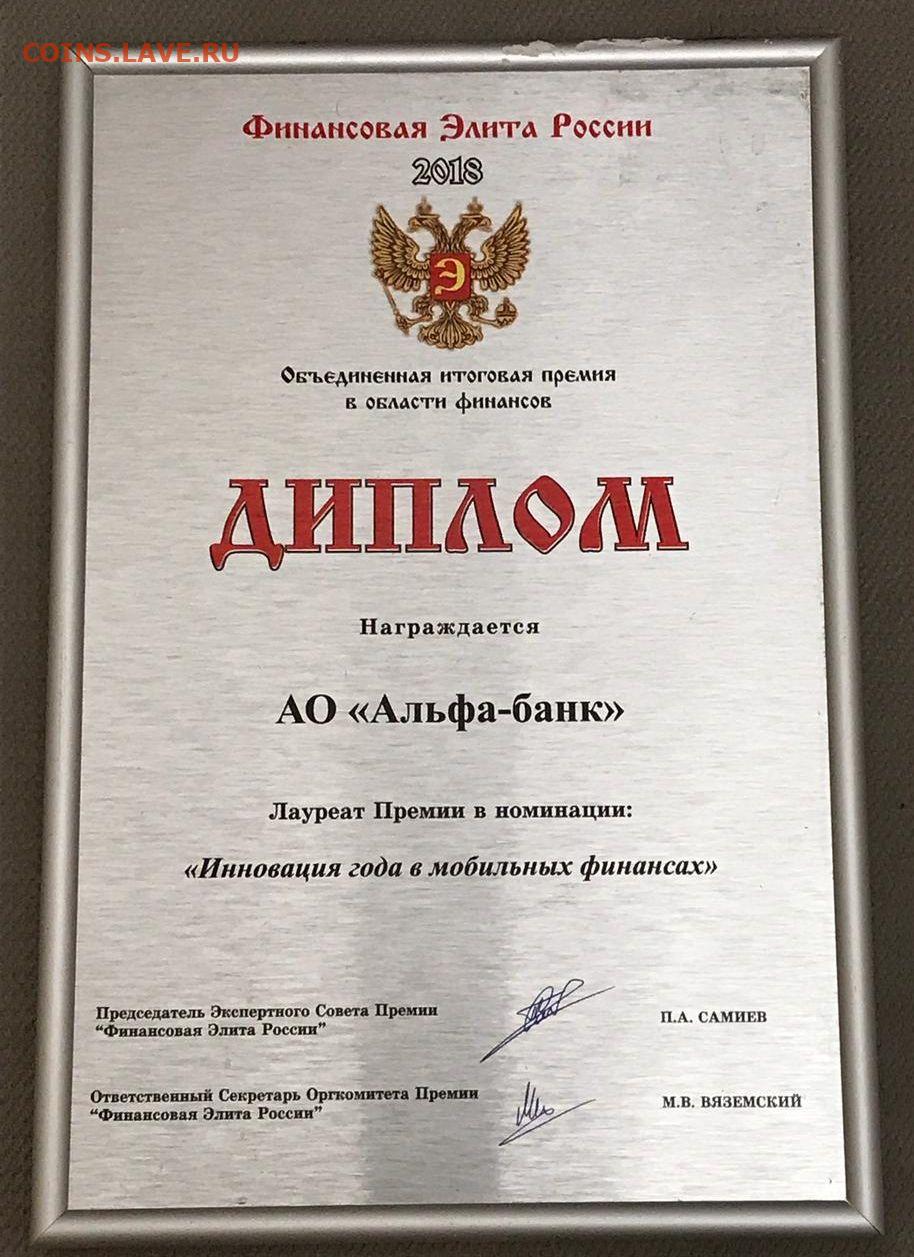 COINS.LAVE.RU
Финансовая Элита России
2018
Э
Объединенная итоговая премия
в области финансов
ДИПЛОМ
Награждается
АО «Альфа-банк»
Лауреат Премии в номинации:
«Инновация года в мобильных финансах»
Председатель Экспертного Совета Премии
“Финансовая Элита России”
П.А. САМИЕВ
Ответственный Секретарь Оргкомитета Премии
“Финансовая Элита России”
М.В. ВЯЗЕМСКИЙ